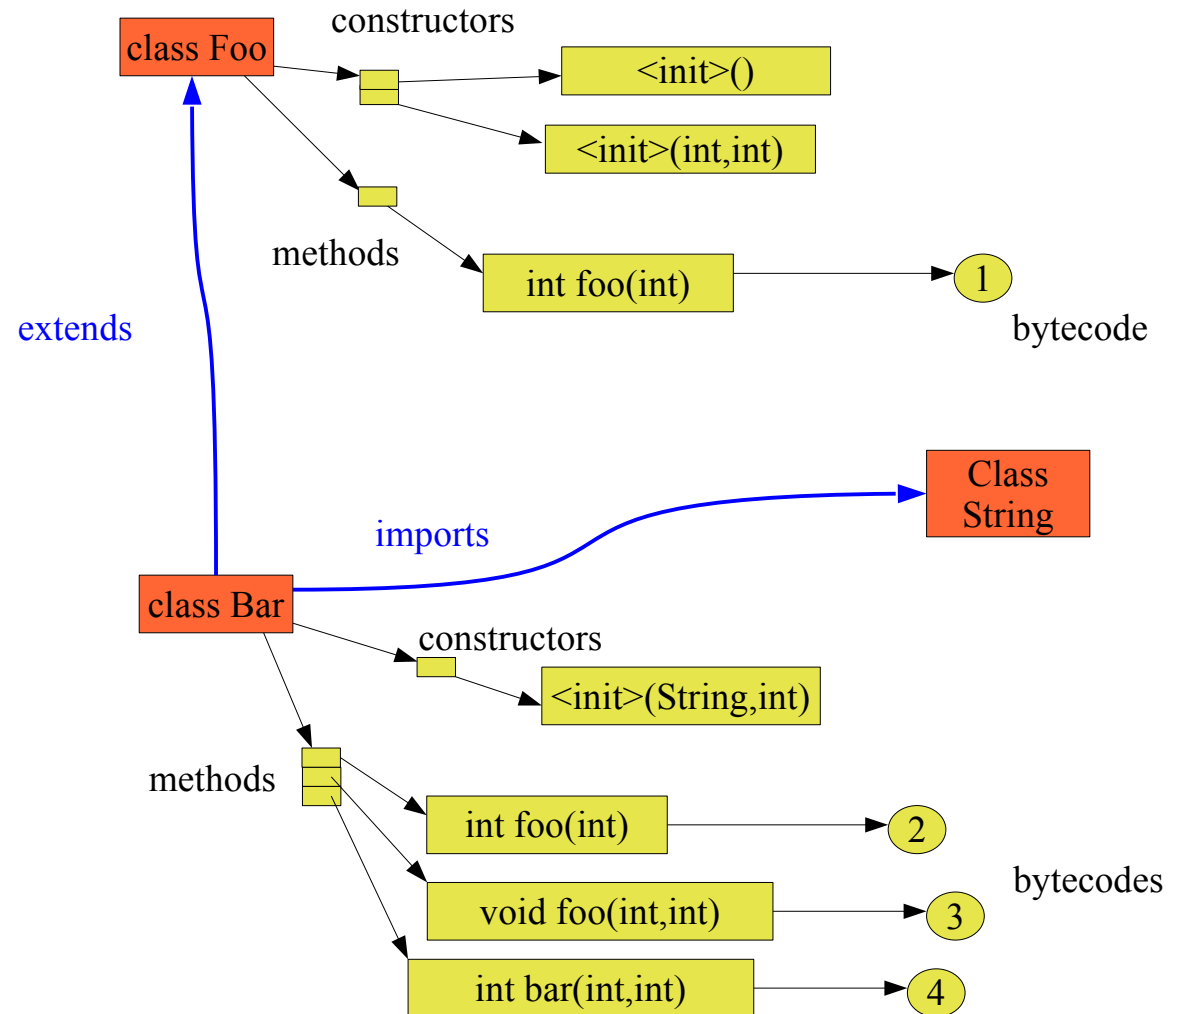 constructors
class Foo
<init>()
<init>(int,int)
methods
int foo(int)
1
extends
bytecode
Class
String
imports
class Bar
constructors
<init>(String,int)
methods
int foo(int)
2
bytecodes
void foo(int,int)
3
int bar(int,int)
4